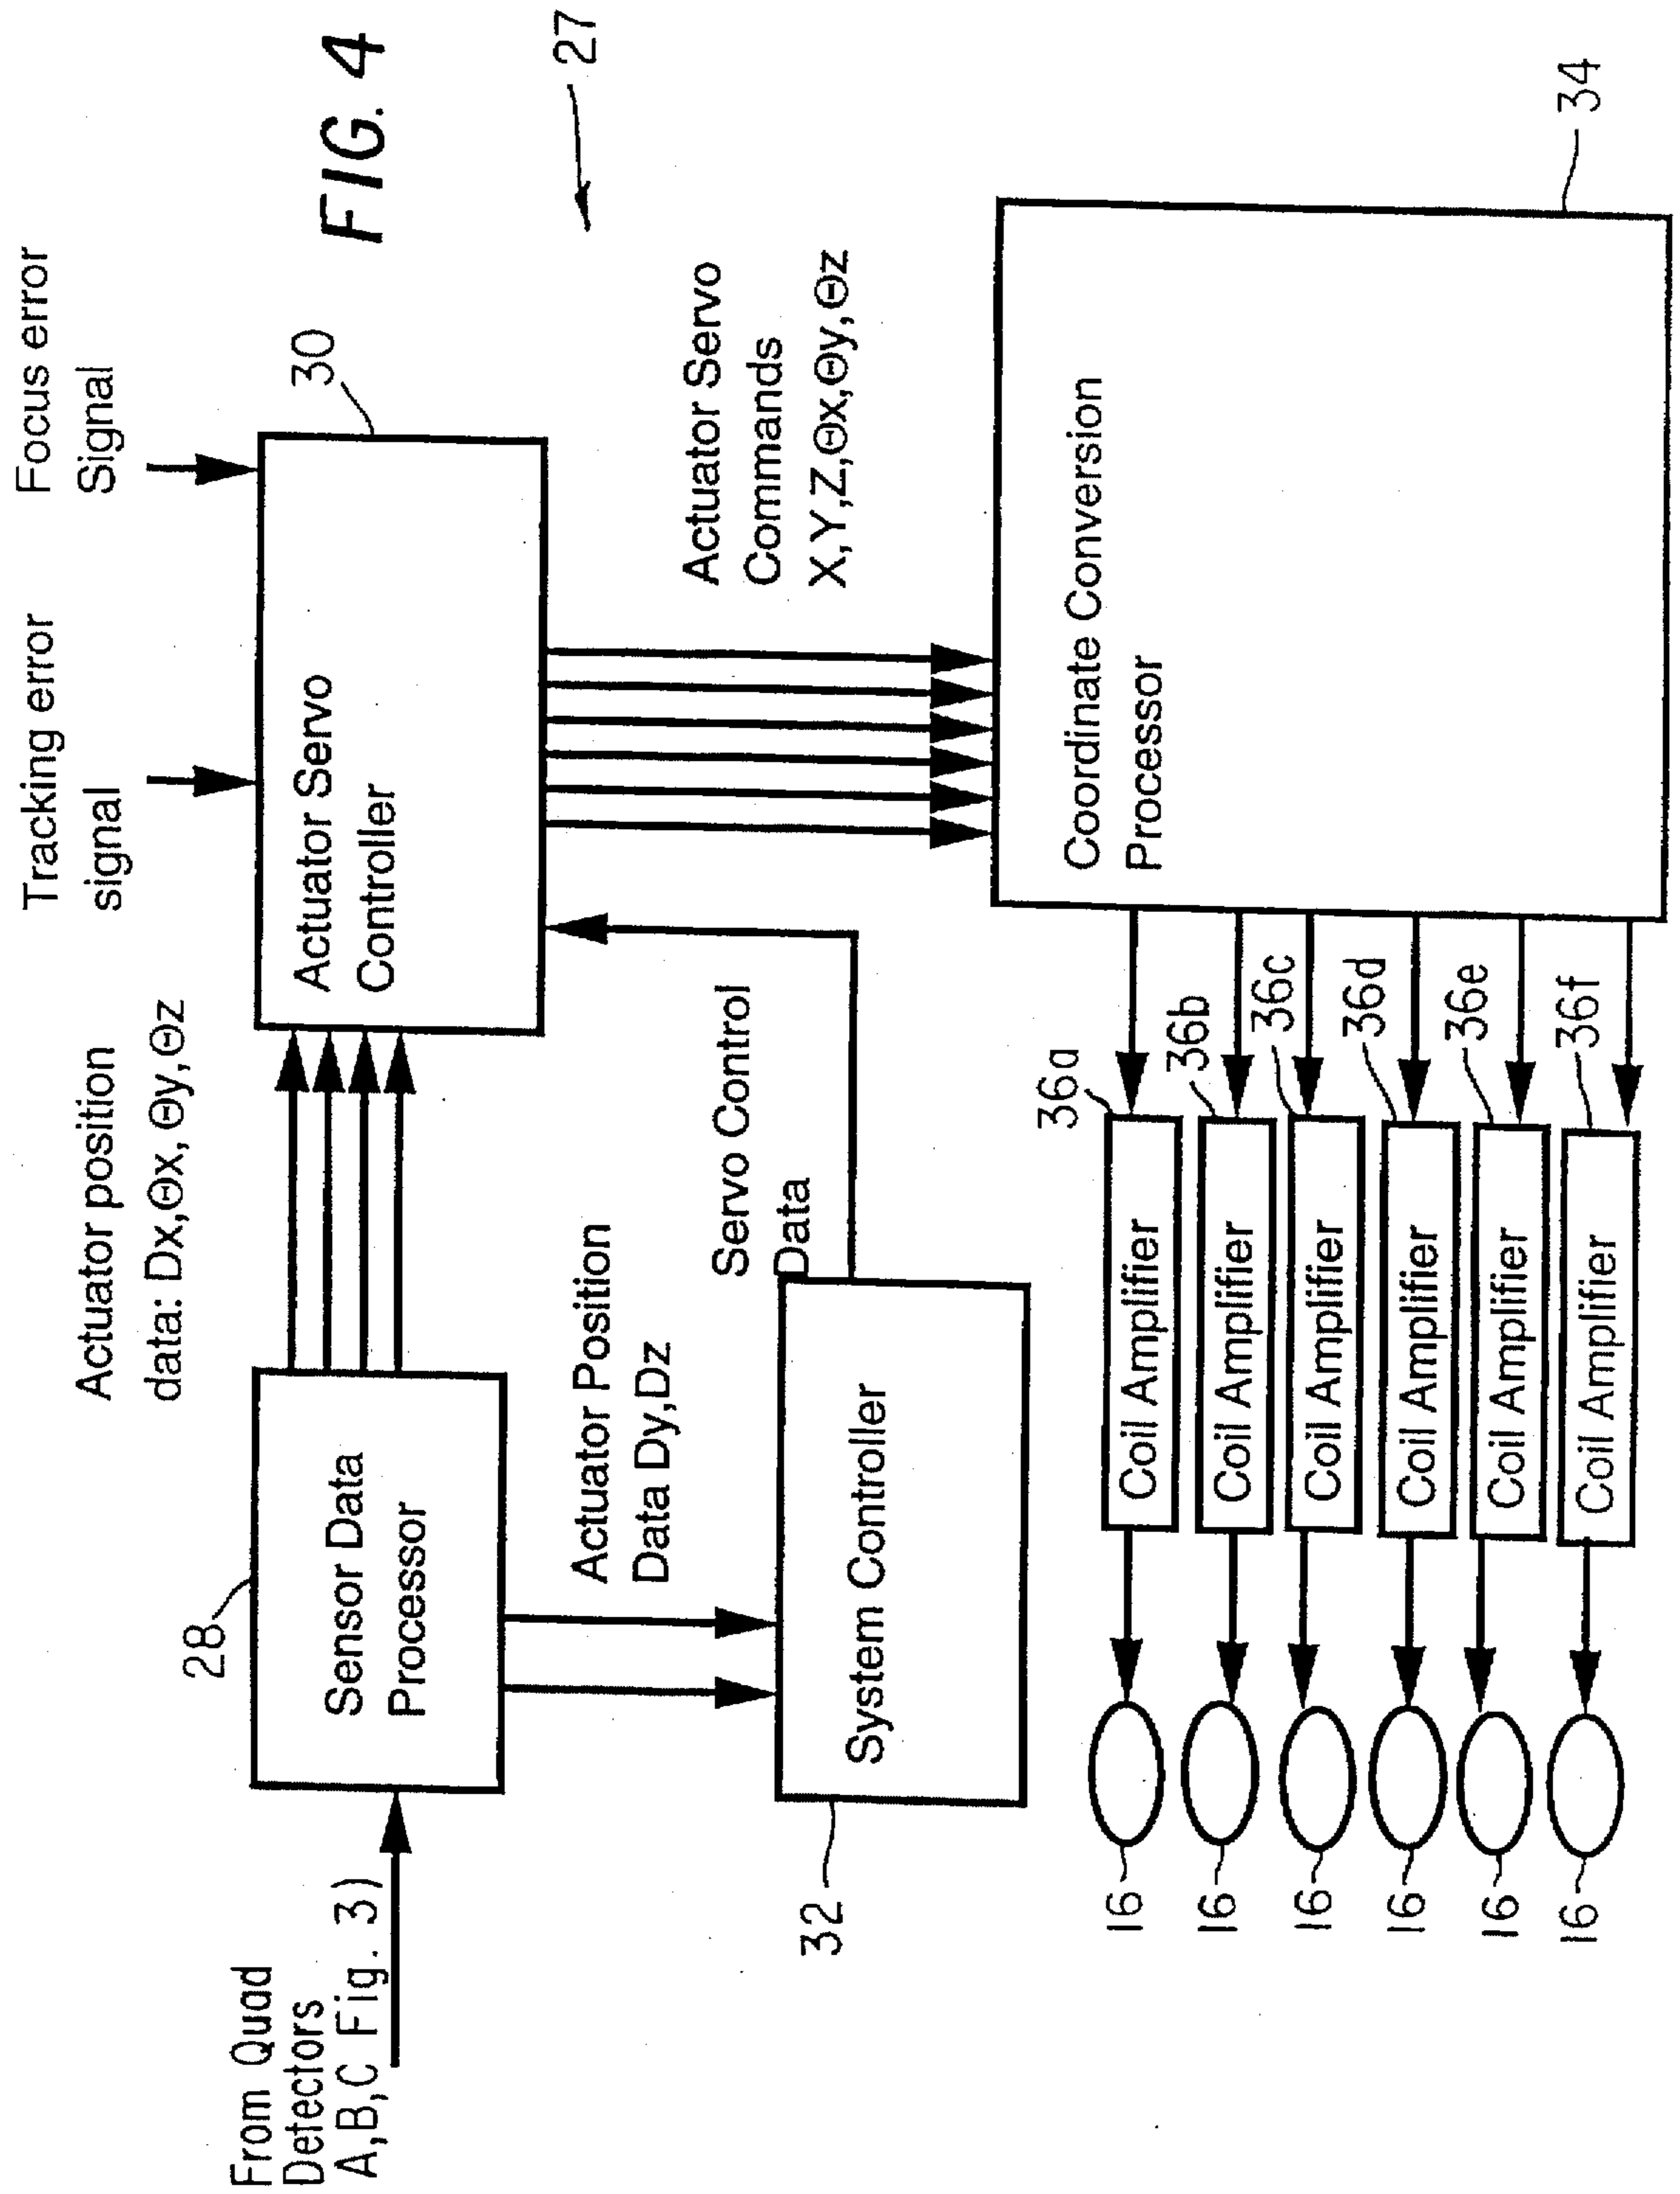 FIG. 4
27
Focus error
Signal
Tracking error
signal
30
Actuator Servo
Controller
Actuator position
data: Dx,Θx,Θy,Θz
28
Sensor Data
Processor
From Quad
Detectors
A,B,C Fig. 3)
Actuator Position
Data Dy,Dz
Servo Control
Data
System Controller
32
Actuator Servo
Commands
X,Y,Z,Θx,Θy,Θz
Coordinate Conversion
Processor
34
36a
36b
36c
36d
36e
36f
Coil Amplifier
Coil Amplifier
Coil Amplifier
Coil Amplifier
Coil Amplifier
Coil Amplifier
16
16
16
16
16
16